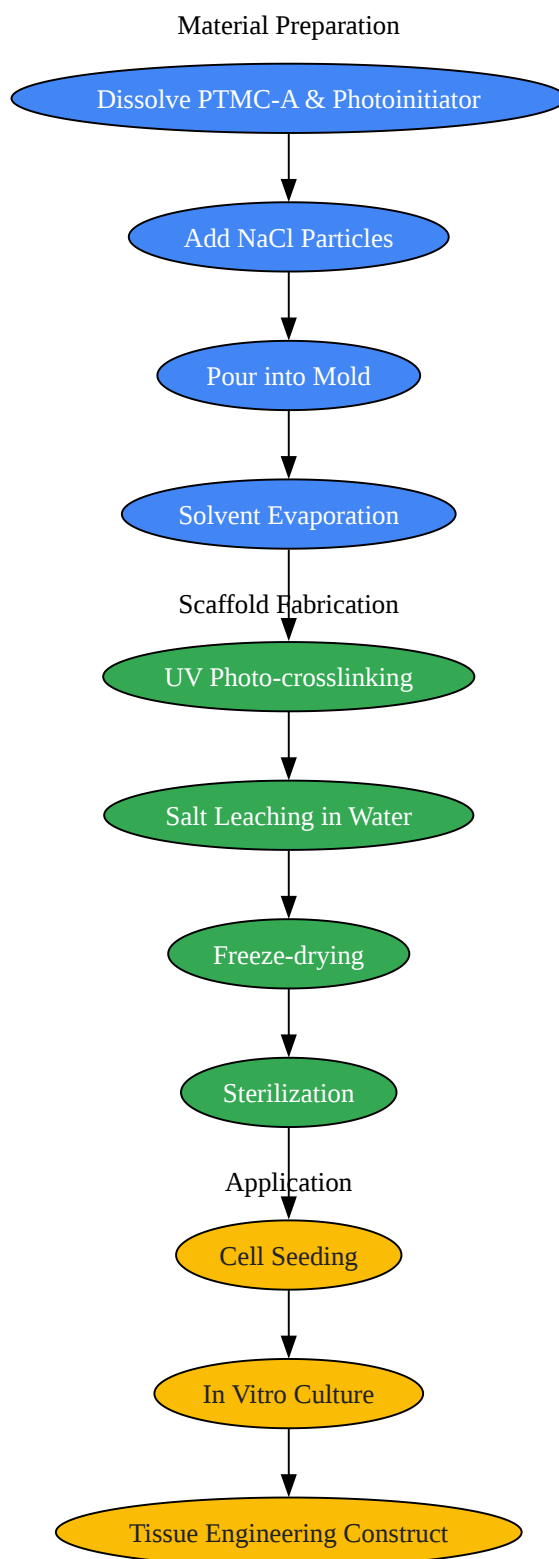 Material Preparation
Dissolve PTMC-A & Photoinitiator
Add NaCl Particles
Pour into Mold
Solvent Evaporation
Scaffold Fabrication
UV Photo-crosslinking
Salt Leaching in Water
Freeze-drying
Sterilization
Application
Cell Seeding
In Vitro Culture
Tissue Engineering Construct